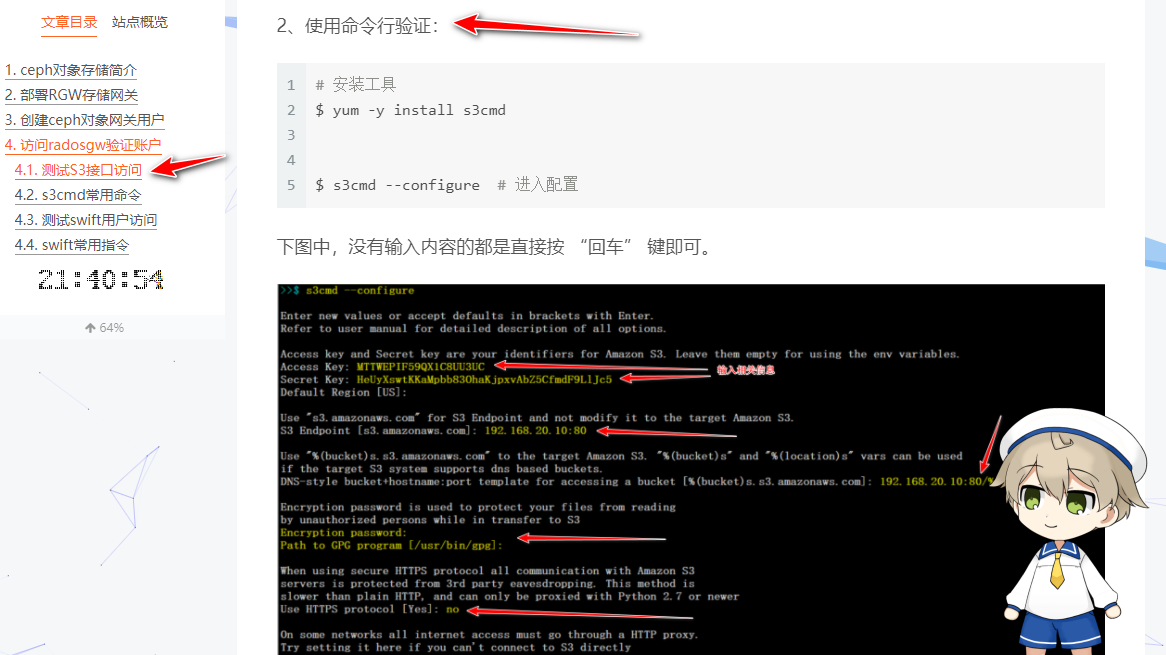 文章目录 站点概览
1. ceph对象存储简介
2. 部署RGW存储网关
3. 创建ceph对象网关用户
4. 访问radosgw验证账户
4.1. 测试S3接口访问
4.2. s3cmd常用命令
4.3. 测试swift用户访问
4.4. swift常用指令
21:40:54
64%
2、使用命令行验证：
1 # 安装工具
2 $ yum -y install s3cmd
3
4
5 $ s3cmd --configure # 进入配置
下图中，没有输入内容的都是直接按 “回车” 键即可。
>>$ s3cmd --configure
Enter new values or accept defaults in brackets with Enter.
Refer to user manual for detailed description of all options.
Access key and Secret key are your identifiers for Amazon S3. Leave them empty for using the env variables.
Access Key: MTTWEPIF59QX1C8UU3UC
输入相关信息
Secret Key: HeUyXswtKKaMpbb83OhaKjpxvAbZ5CfmdF9LlJc5
Default Region [US]:
Use "s3.amazonaws.com" for S3 Endpoint and not modify it to the target Amazon S3.
S3 Endpoint [s3.amazonaws.com]: 192.168.20.10:80
Use "%(bucket)s.s3.amazonaws.com" to the target Amazon S3. "%(bucket)s" and "%(location)s" vars can be used
if the target S3 system supports dns based buckets.
DNS-style bucket+hostname:port template for accessing a bucket [%(bucket)s.s3.amazonaws.com]: 192.168.20.10:80/%
Encryption password is used to protect your files from reading
by unauthorized persons while in transfer to S3
Encryption password:
Path to GPG program [/usr/bin/gpg]:
When using secure HTTPS protocol all communication with Amazon S3
servers is protected from 3rd party eavesdropping. This method is
slower than plain HTTP, and can only be proxied with Python 2.7 or newer
Use HTTPS protocol [Yes]: no
On some networks all internet access must go through a HTTP proxy.
Try setting it here if you can't connect to S3 directly